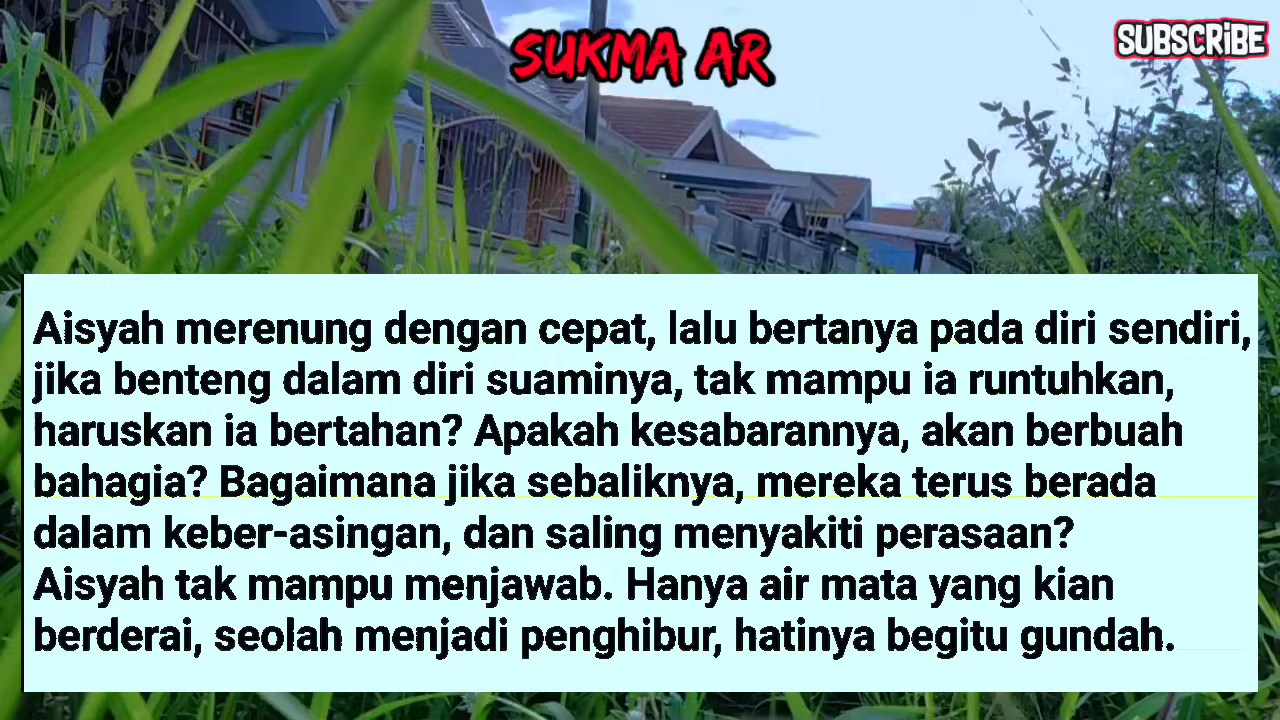 SUKMA AR
SUBSCRIBE
Aisyah merenung dengan cepat, lalu bertanya pada diri sendiri,
jika benteng dalam diri suaminya, tak mampu ia runtuhkan,
haruskan ia bertahan? Apakah kesabarannya, akan berbuah
bahagia? Bagaimana jika sebaliknya, mereka terus berada
dalam keber-asingan, dan saling menyakiti perasaan?
Aisyah tak mampu menjawab. Hanya air mata yang kian
berderai, seolah menjadi penghibur, hatinya begitu gundah.